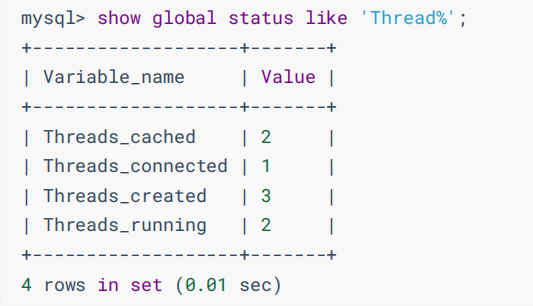 mysql> show global status like 'Thread%';
+-------------------+-------+
| Variable_name     | Value |
+-------------------+-------+
| Threads_cached    | 2     |
| Threads_connected | 1     |
| Threads_created   | 3     |
| Threads_running   | 2     |
+-------------------+-------+
4 rows in set (0.01 sec)